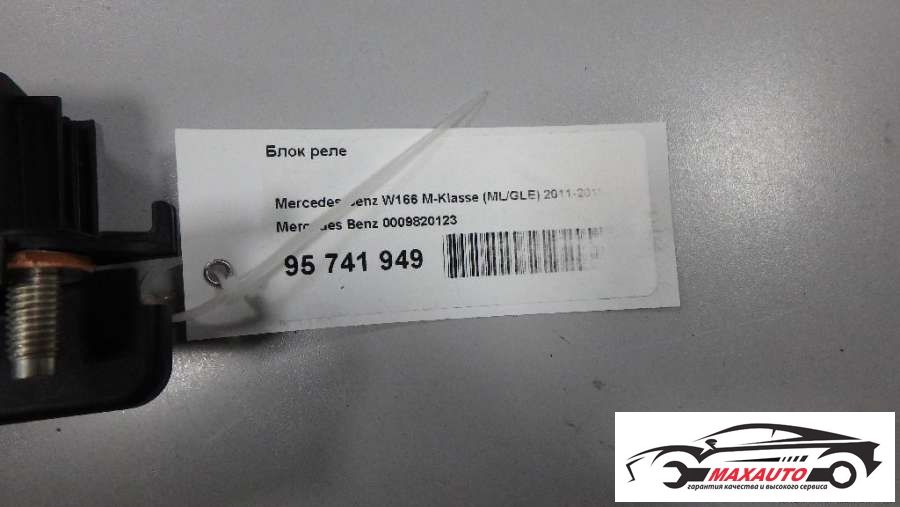 Блок реле
Mercedes Benz W166 M-Klasse (ML/GLE) 2011-201
Mercedes Benz 0009820123
95 741 949
MAXAUTO
гарантия качества и высокого сервиса